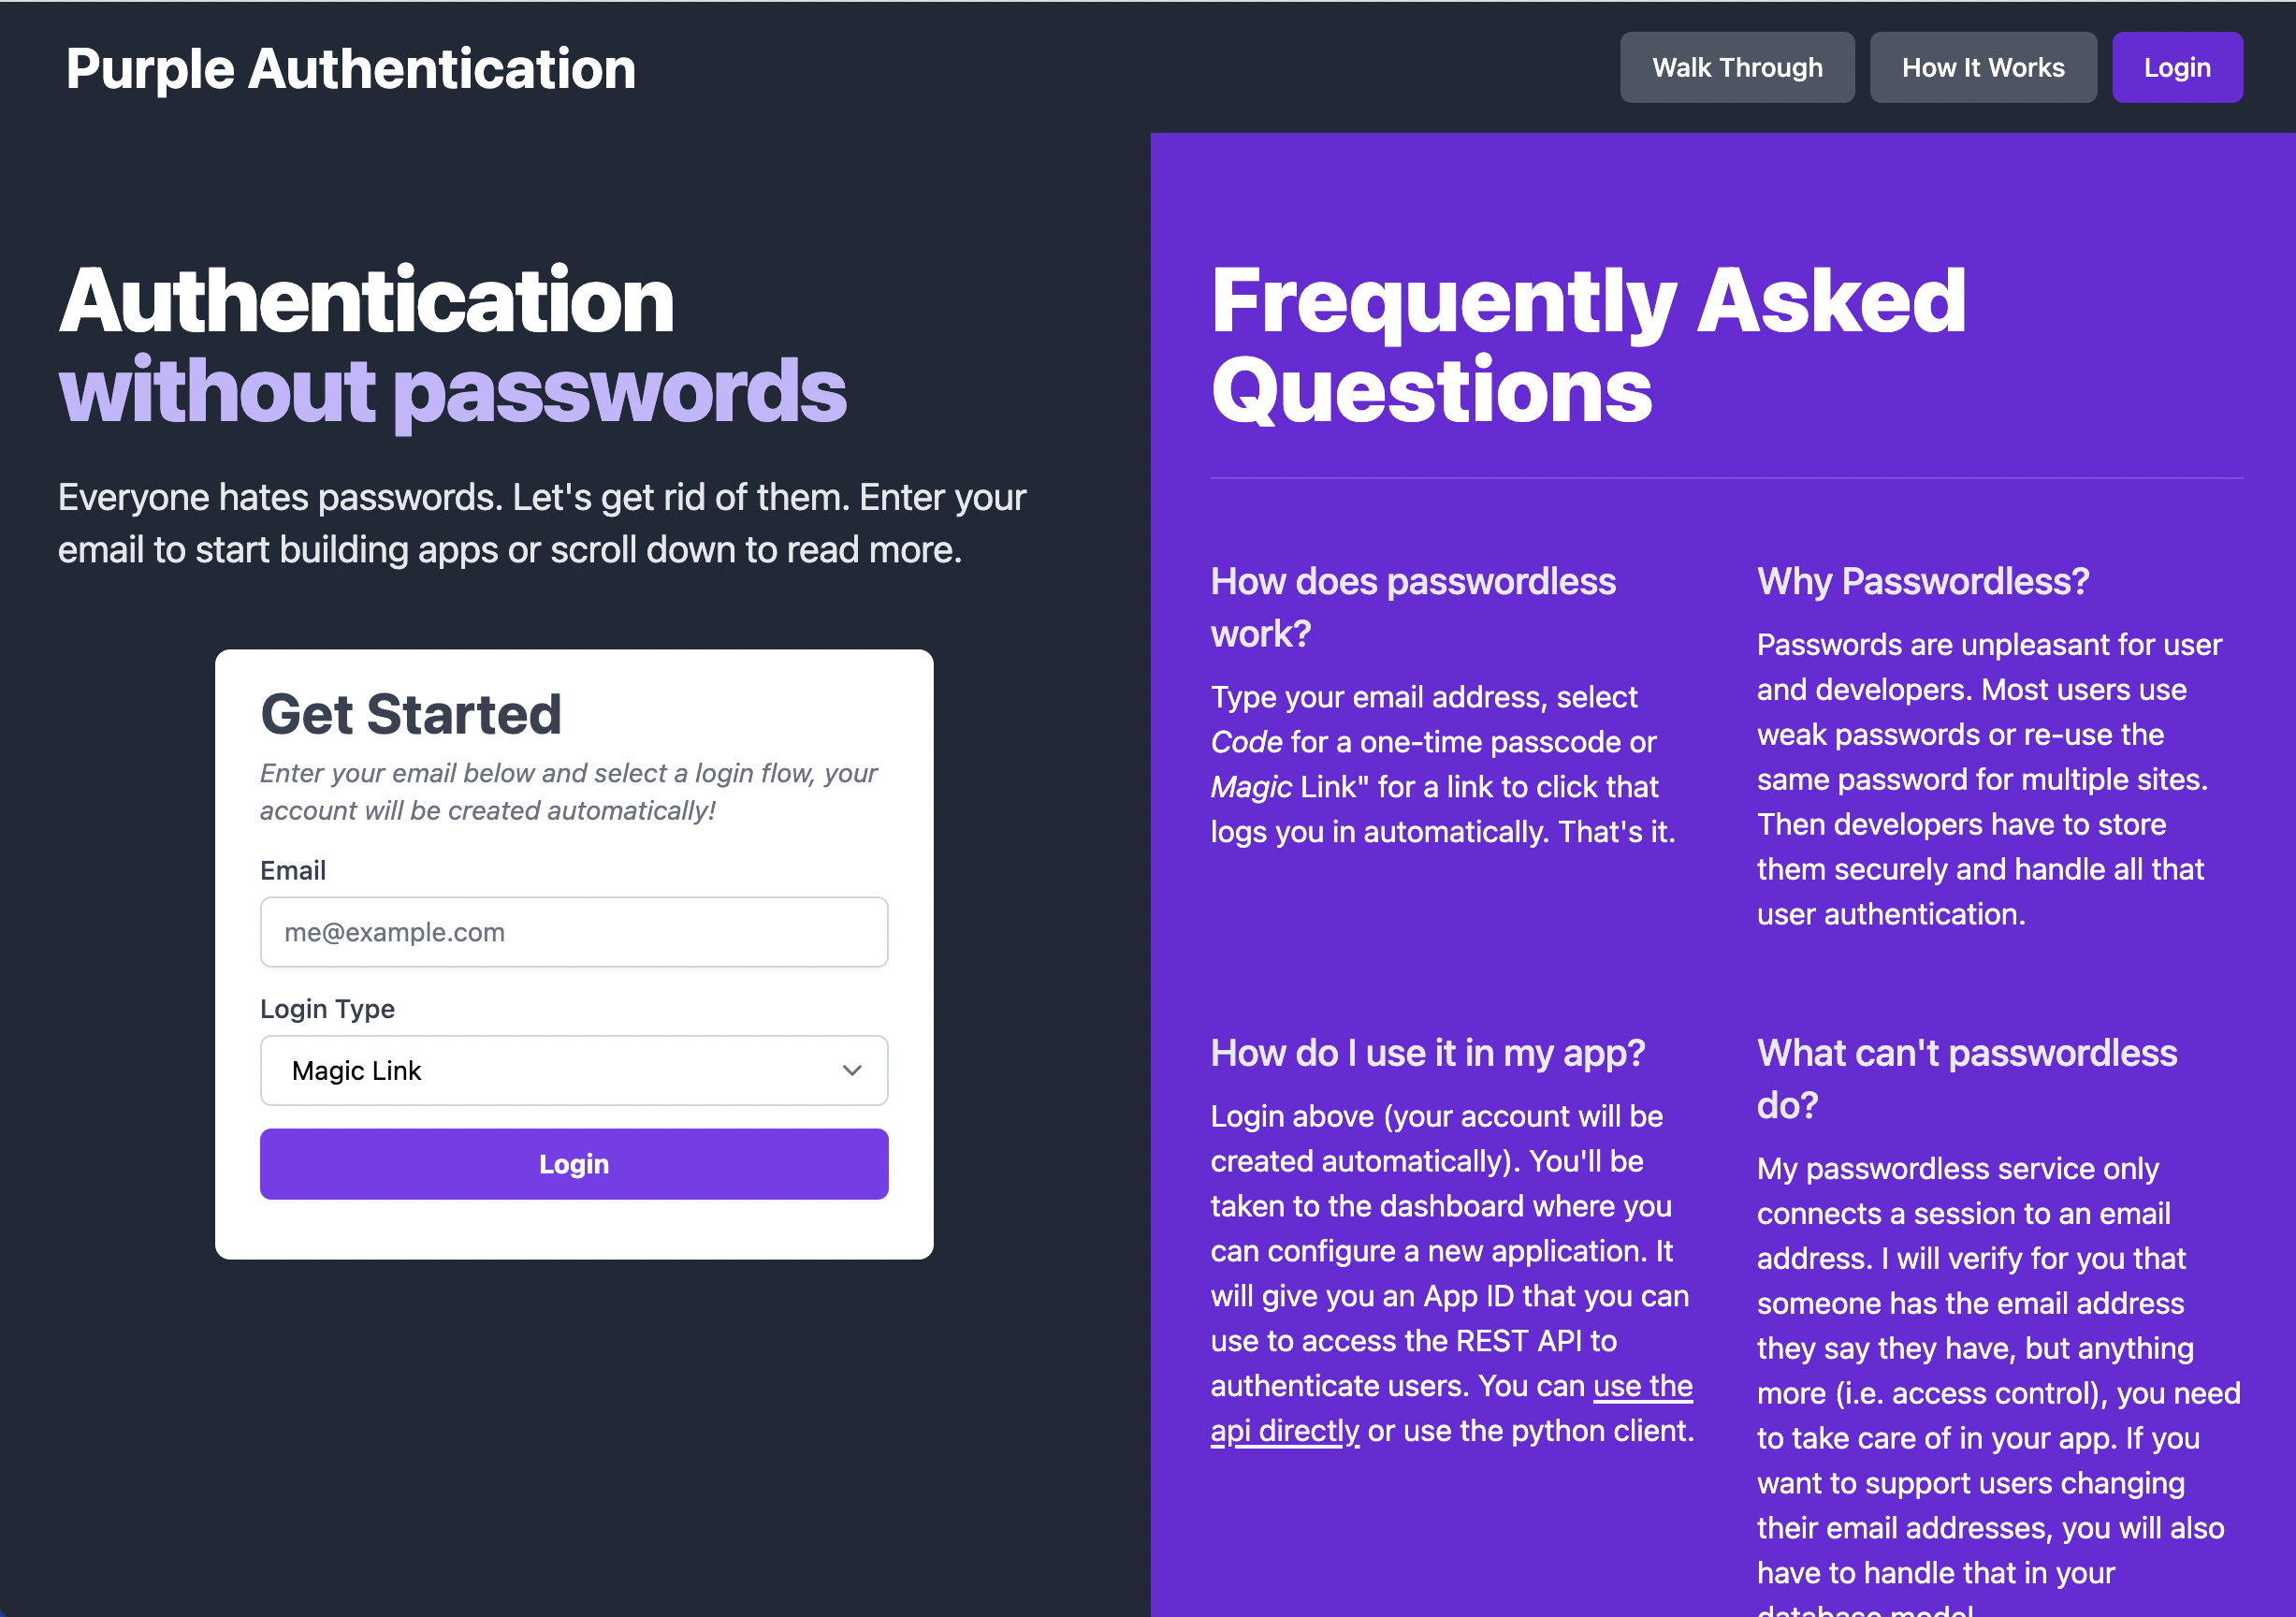 Purple Authentication
Walk Through
How It Works
Login
Authentication
without passwords
Everyone hates passwords. Let's get rid of them. Enter your
email to start building apps or scroll down to read more.
Get Started
Enter your email below and select a login flow, your
account will be created automatically!
Email
me@example.com
Login Type
Magic Link
Login
Frequently Asked
Questions
How does passwordless
work?
Type your email address, select
Code for a one-time passcode or
Magic Link" for a link to click that
logs you in automatically. That's it.
Why Passwordless?
Passwords are unpleasant for user
and developers. Most users use
weak passwords or re-use the
same password for multiple sites.
Then developers have to store
them securely and handle all that
user authentication.
How do I use it in my app?
Login above (your account will be
created automatically). You'll be
taken to the dashboard where you
can configure a new application. It
will give you an App ID that you can
use to access the REST API to
authenticate users. You can use the
api directly or use the python client.
What can't passwordless
do?
My passwordless service only
connects a session to an email
address. I will verify for you that
someone has the email address
they say they have, but anything
more (i.e. access control), you need
to take care of in your app. If you
want to support users changing
their email addresses, you will also
have to handle that in your
database model